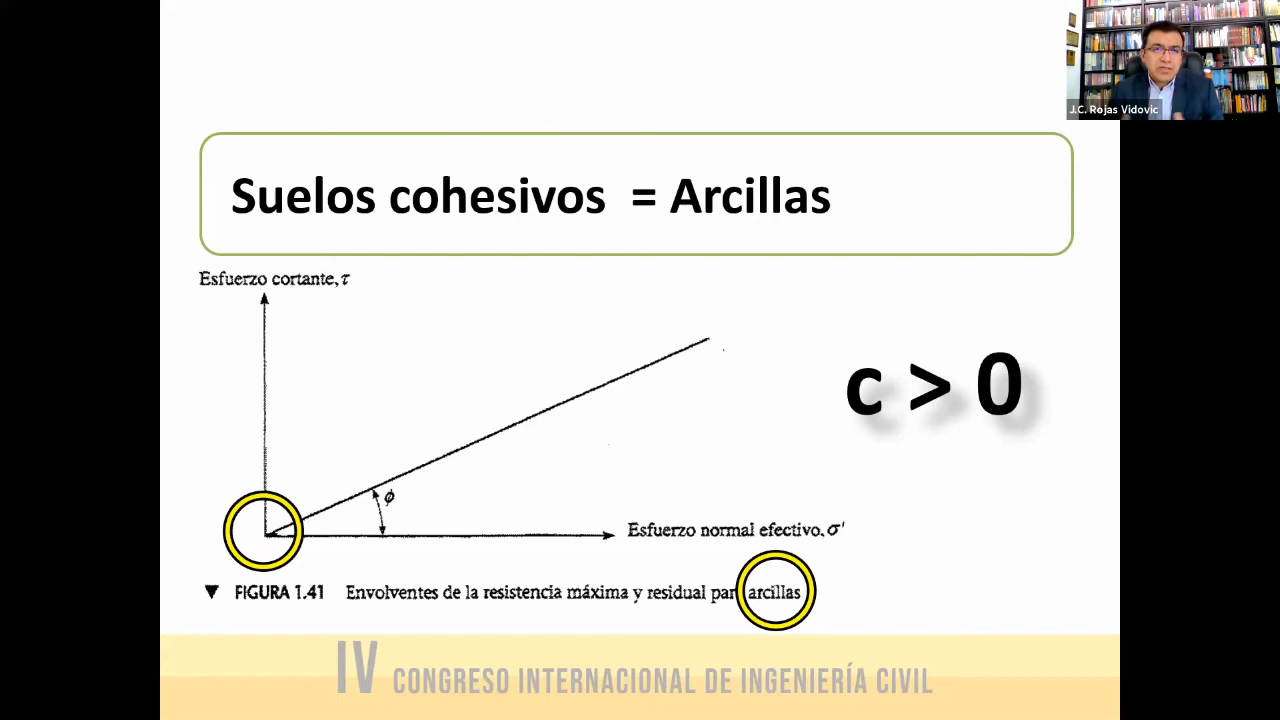 J.C. Rojas Vidovic
Suelos cohesivos = Arcillas
Esfuerzo cortante, τ
c > 0
ϕ
Esfuerzo normal efectivo, σ'
▼ FIGURA 1.41 Envolventes de la resistencia máxima y residual par arcillas
IV CONGRESO INTERNACIONAL DE INGENIERÍA CIVIL